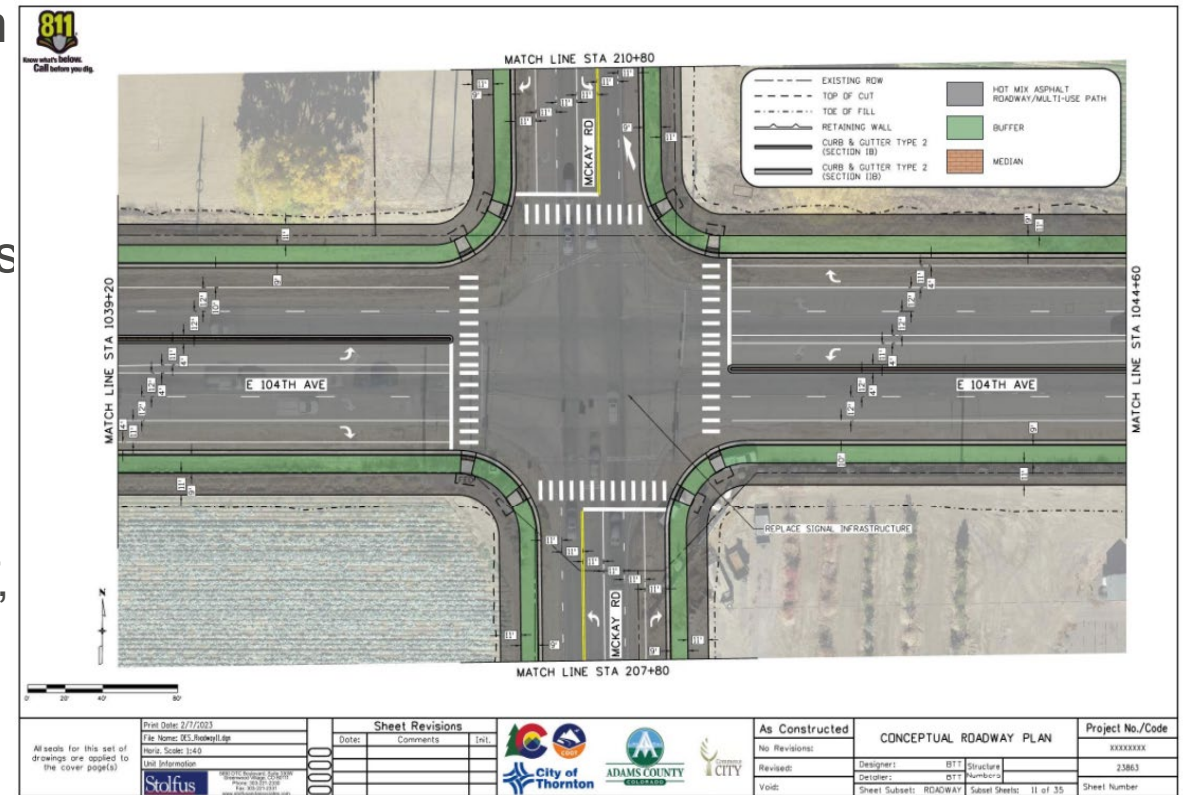 811
Know what's below.
Call before you dig.
MATCH LINE STA 210+80
EXISTING ROW
TOP OF CUT
TOE OF FILL
RETAINING WALL
CURB & GUTTER TYPE 2
(SECTION IB)
CURB & GUTTER TYPE 2
(SECTION IIB)
HOT MIX ASPHALT
ROADWAY/MULTI-USE PATH
BUFFER
MEDIAN
MCKAY RD
MATCH LINE STA 1039+20
MATCH LINE STA 1044+60
E 104TH AVE
E 104TH AVE
REPLACE SIGNAL INFRASTRUCTURE
MCKAY RD
MATCH LINE STA 207+80
N
0' 20' 40' 80'
All seals for this set of
drawings are applied to
the cover page(s)
Print Date: 2/7/2023
File Name: DES_Roadway11.dgn
Horiz. Scale: 1:40
Unit Information
Stolfus
Sheet Revisions
Date: Comments Init.
CDOT
City of
Thornton
ADAMS COUNTY
COLORADO
Commerce
CITY
As Constructed
No Revisions:
Revised:
Void:
CONCEPTUAL ROADWAY PLAN
Designer: BTT
Detailer: BTT
Structure
Numbers
Sheet Subset: ROADWAY
Subset Sheets: 11 of 35
Project No./Code
XXXXXXXX
23863
Sheet Number